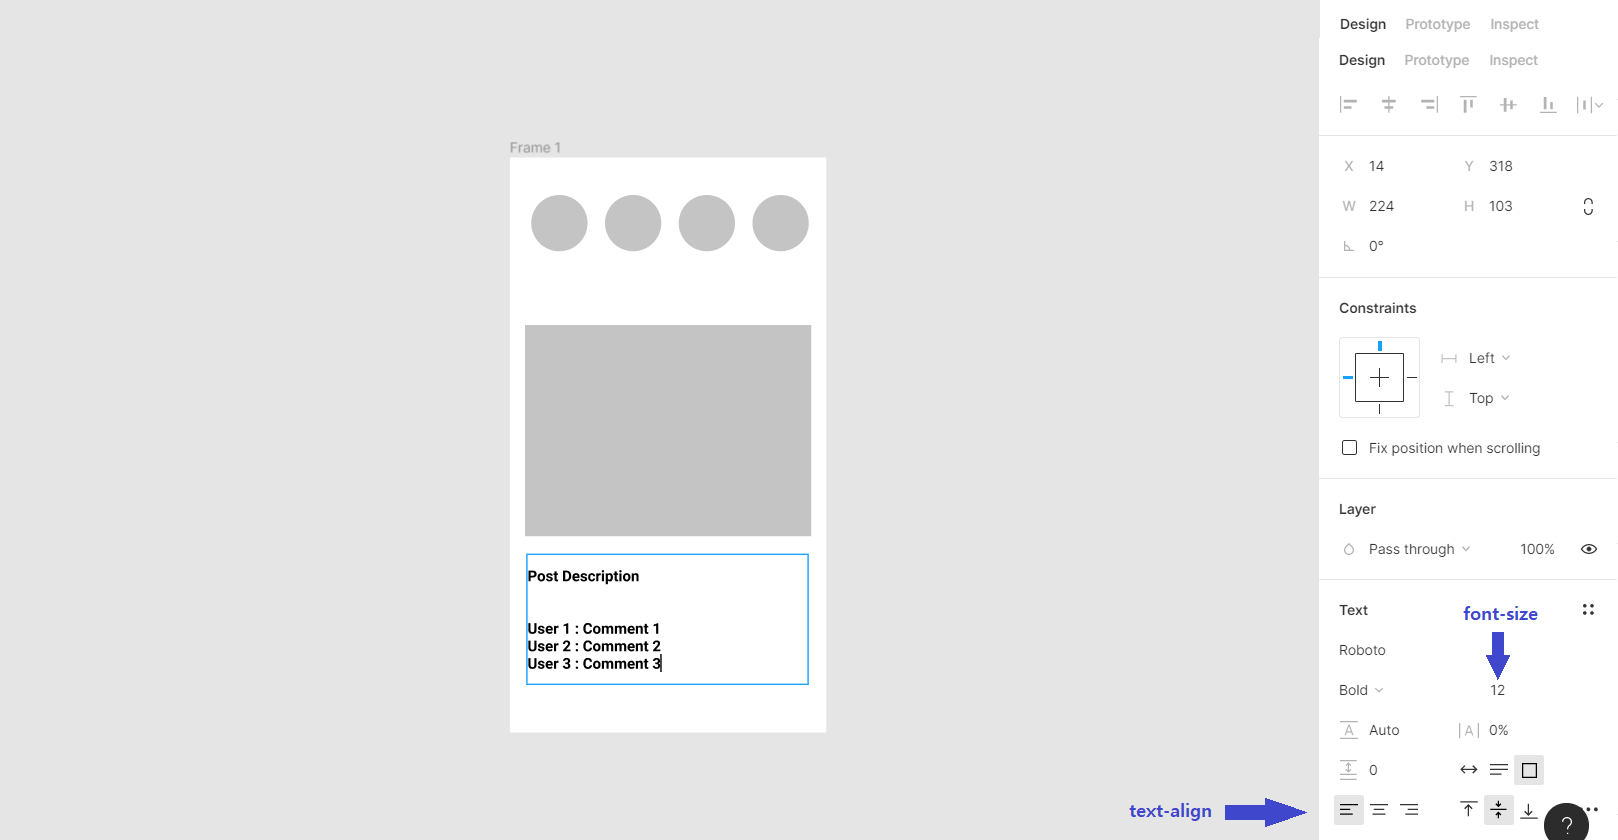 Design Prototype Inspect
Design Prototype Inspect
Frame 1
X 14 Y 318
W 224 H 103
0°
Constraints
Left
Top
Fix position when scrolling
Layer
Pass through 100%
Post Description
User 1 : Comment 1
User 2 : Comment 2
User 3 : Comment 3
Text
font-size
Roboto
Bold 12
A Auto |A| 0%
0
text-align
?